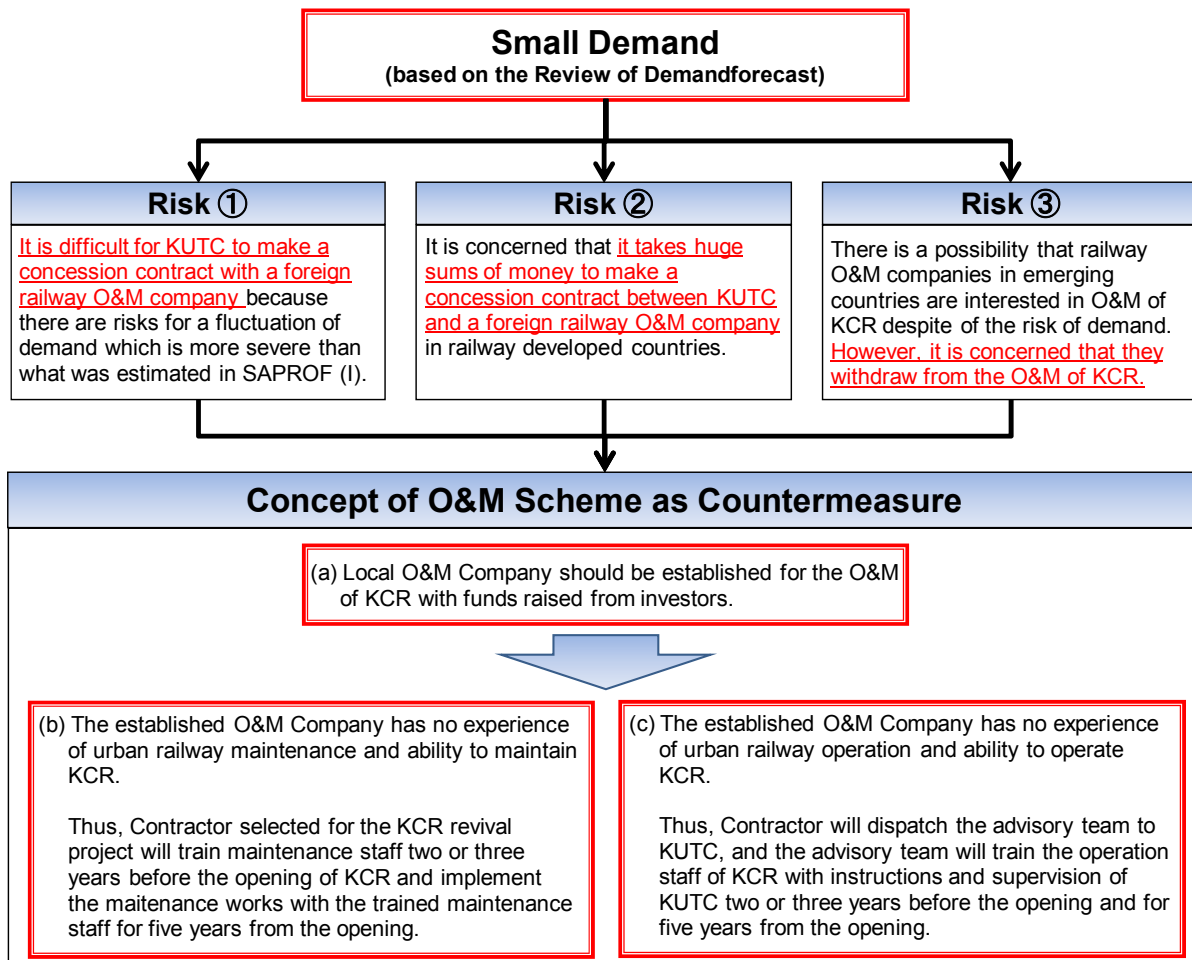 Small Demand
(based on the Review of Demandforecast)
Risk ①
It is difficult for KUTC to make a
concession contract with a foreign
railway O&M company because
there are risks for a fluctuation of
demand which is more severe than
what was estimated in SAPROF (I).
Risk ②
It is concerned that it takes huge
sums of money to make a
concession contract between KUTC
and a foreign railway O&M company
in railway developed countries.
Risk ③
There is a possibility that railway
O&M companies in emerging
countries are interested in O&M of
KCR despite of the risk of demand.
However, it is concerned that they
withdraw from the O&M of KCR.
Concept of O&M Scheme as Countermeasure
(a) Local O&M Company should be established for the O&M
of KCR with funds raised from investors.
(b) The established O&M Company has no experience
of urban railway maintenance and ability to maintain
KCR.
Thus, Contractor selected for the KCR revival
project will train maintenance staff two or three
years before the opening of KCR and implement
the maitenance works with the trained maintenance
staff for five years from the opening.
(c) The established O&M Company has no experience
of urban railway operation and ability to operate
KCR.
Thus, Contractor will dispatch the advisory team to
KUTC, and the advisory team will train the operation
staff of KCR with instructions and supervision of
KUTC two or three years before the opening and for
five years from the opening.